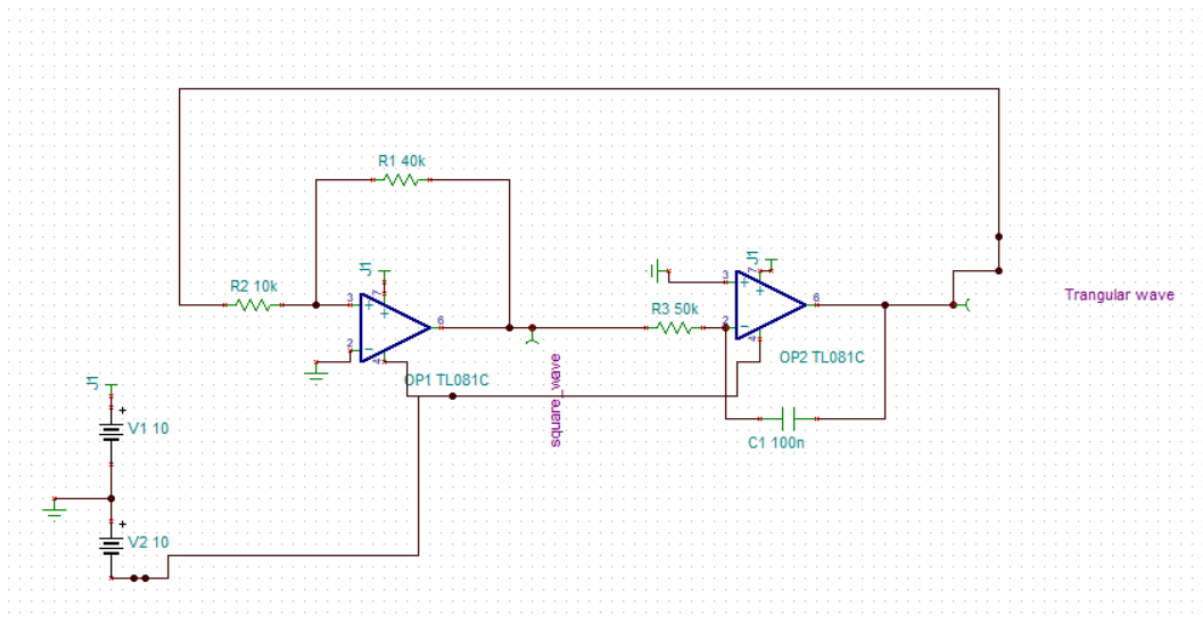 R1 40k
J1
7
+
R2 10k
3
+
6
2
−
4
OP1 TL081C
square_wave
J1
7
+
3
+
6
R3 50k
2
−
4
OP2 TL081C
Trangular wave
C1 100n
J1
+
V1 10
+
V2 10